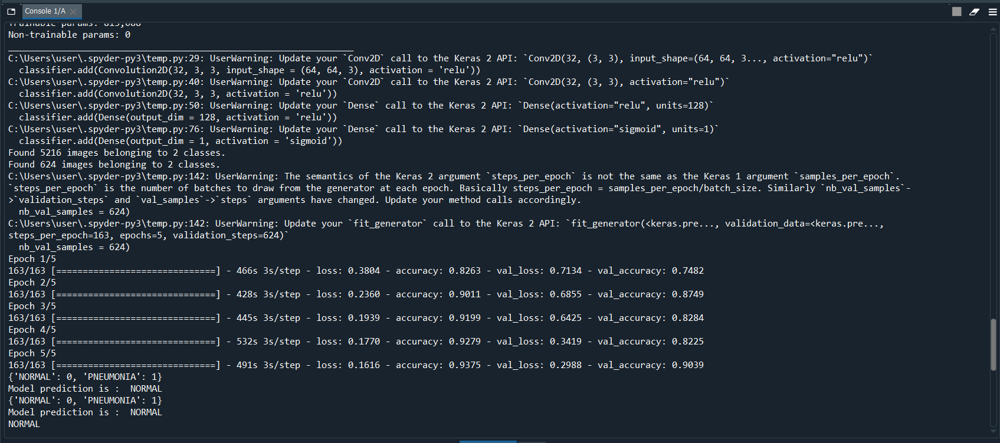 Console 1/A
Trainable params: 813,088
Non-trainable params: 0
_________________________________________________________________
C:\Users\user\.spyder-py3\temp.py:29: UserWarning: Update your `Conv2D` call to the Keras 2 API: `Conv2D(32, (3, 3), input_shape=(64, 64, 3..., activation="relu")`
  classifier.add(Convolution2D(32, 3, 3, input_shape = (64, 64, 3), activation = 'relu'))
C:\Users\user\.spyder-py3\temp.py:40: UserWarning: Update your `Conv2D` call to the Keras 2 API: `Conv2D(32, (3, 3), activation="relu")`
  classifier.add(Convolution2D(32, 3, 3, activation = 'relu'))
C:\Users\user\.spyder-py3\temp.py:50: UserWarning: Update your `Dense` call to the Keras 2 API: `Dense(activation="relu", units=128)`
  classifier.add(Dense(output_dim = 128, activation = 'relu'))
C:\Users\user\.spyder-py3\temp.py:76: UserWarning: Update your `Dense` call to the Keras 2 API: `Dense(activation="sigmoid", units=1)`
  classifier.add(Dense(output_dim = 1, activation = 'sigmoid'))
Found 5216 images belonging to 2 classes.
Found 624 images belonging to 2 classes.
C:\Users\user\.spyder-py3\temp.py:142: UserWarning: The semantics of the Keras 2 argument `steps_per_epoch` is not the same as the Keras 1 argument `samples_per_epoch`.
`steps_per_epoch` is the number of batches to draw from the generator at each epoch. Basically steps_per_epoch = samples_per_epoch/batch_size. Similarly `nb_val_samples`-
>`validation_steps` and `val_samples`->`steps` arguments have changed. Update your method calls accordingly.
  nb_val_samples = 624)
C:\Users\user\.spyder-py3\temp.py:142: UserWarning: Update your `fit_generator` call to the Keras 2 API: `fit_generator(<keras.pre..., validation_data=<keras.pre...,
steps_per_epoch=163, epochs=5, validation_steps=624)`
  nb_val_samples = 624)
Epoch 1/5
163/163 [==============================] - 466s 3s/step - loss: 0.3804 - accuracy: 0.8263 - val_loss: 0.7134 - val_accuracy: 0.7482
Epoch 2/5
163/163 [==============================] - 428s 3s/step - loss: 0.2360 - accuracy: 0.9011 - val_loss: 0.6855 - val_accuracy: 0.8749
Epoch 3/5
163/163 [==============================] - 445s 3s/step - loss: 0.1939 - accuracy: 0.9199 - val_loss: 0.6425 - val_accuracy: 0.8284
Epoch 4/5
163/163 [==============================] - 532s 3s/step - loss: 0.1770 - accuracy: 0.9279 - val_loss: 0.3419 - val_accuracy: 0.8225
Epoch 5/5
163/163 [==============================] - 491s 3s/step - loss: 0.1616 - accuracy: 0.9375 - val_loss: 0.2988 - val_accuracy: 0.9039
{'NORMAL': 0, 'PNEUMONIA': 1}
Model prediction is :  NORMAL
{'NORMAL': 0, 'PNEUMONIA': 1}
Model prediction is :  NORMAL
NORMAL